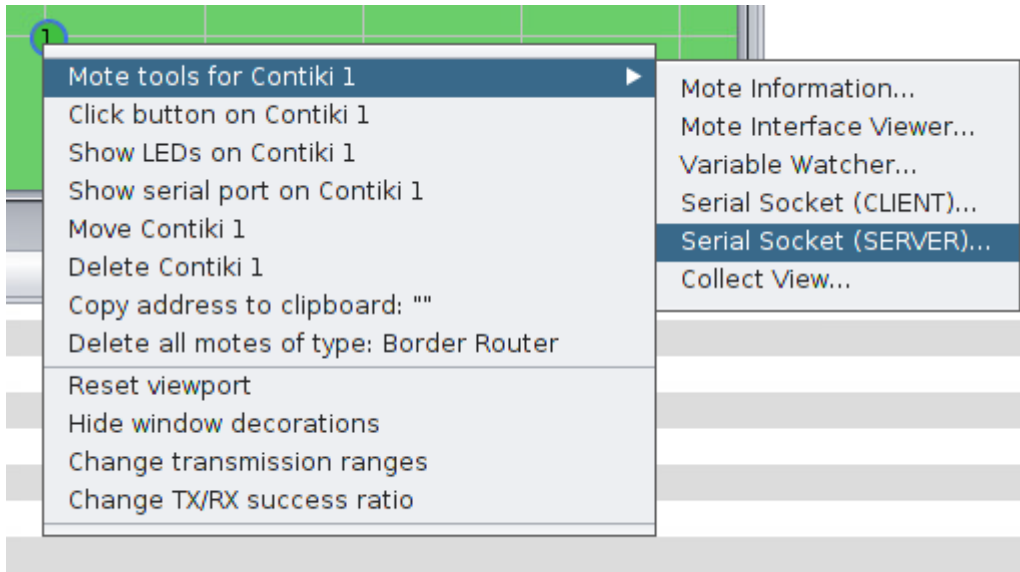 1
Mote tools for Contiki 1
Click button on Contiki 1
Show LEDs on Contiki 1
Show serial port on Contiki 1
Move Contiki 1
Delete Contiki 1
Copy address to clipboard: ""
Delete all motes of type: Border Router
Reset viewport
Hide window decorations
Change transmission ranges
Change TX/RX success ratio
Mote Information...
Mote Interface Viewer...
Variable Watcher...
Serial Socket (CLIENT)...
Serial Socket (SERVER)...
Collect View...